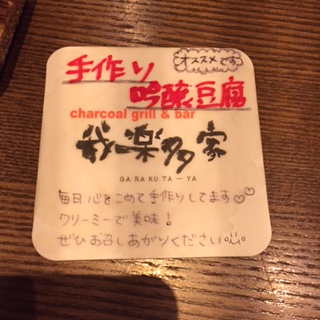 オススメです
手作り
吟醸豆腐
charcoal grill & bar
我楽多家
GA RA KU TA — YA
毎日心をこめて手作りしてます♡♡
クリーミーで美味!
ぜひお召しあがりください